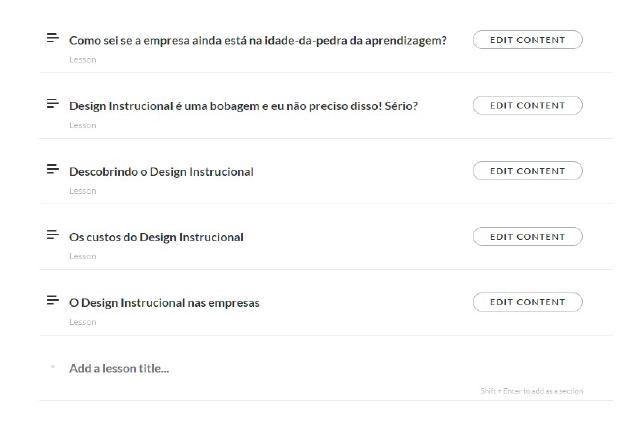 Como sei se a empresa ainda está na idade-da-pedra da aprendizagem?
EDIT CONTENT
Lesson
Design Instrucional é uma bobagem e eu não preciso disso! Sério?
EDIT CONTENT
Lesson
Descobrindo o Design Instrucional
EDIT CONTENT
Lesson
Os custos do Design Instrucional
EDIT CONTENT
Lesson
O Design Instrucional nas empresas
EDIT CONTENT
Lesson
Add a lesson title...
Shift + Enter to add as a section